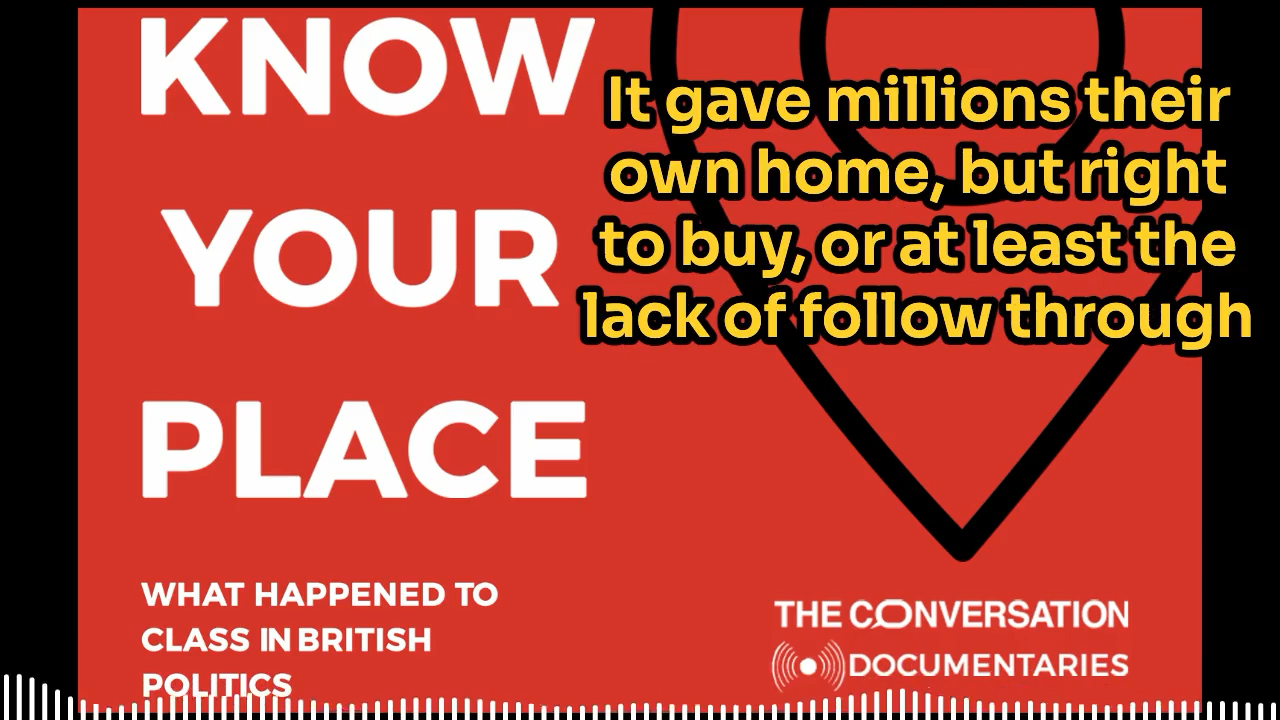 KNOW
YOUR
PLACE
It gave millions their
own home, but right
to buy, or at least the
lack of follow through
WHAT HAPPENED TO
CLASS IN BRITISH
POLITICS
THE CONVERSATION
DOCUMENTARIES